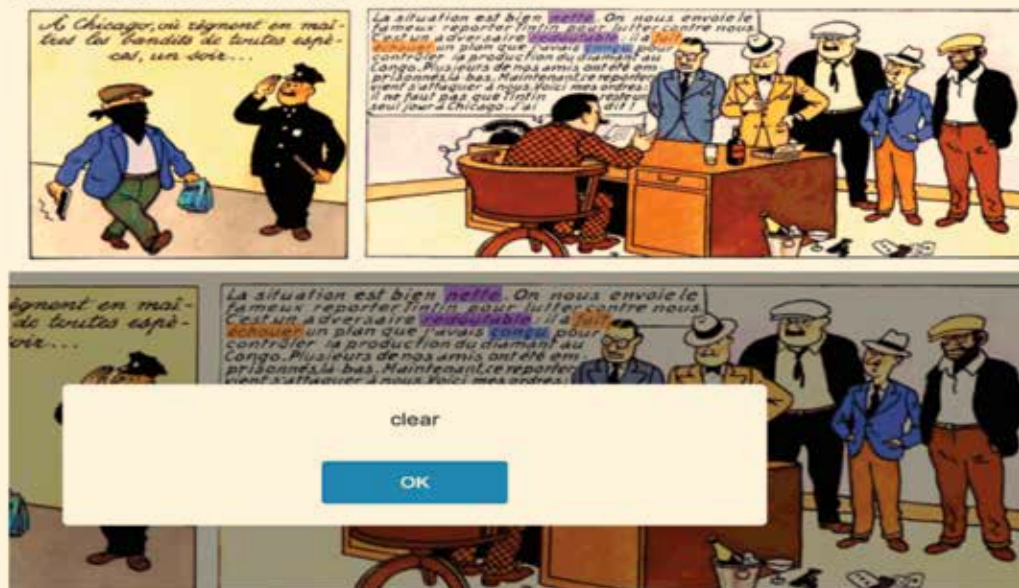 A Chicago, où règnent en maî-
tres les bandits de toutes espè-
ces, un soir...
La situation est bien nette. On nous envoie le
fameux reporter Tintin pour lutter contre nous
C'est un adversaire redoutable: il a fait
échouer un plan que j'avais conçu pour
contrôler la production du diamant au
Congo. Plusieurs de nos amis ont été em-
prisonnés là-bas. Maintenant, ce reporter
vient s'attaquer à nous. Voici mes ordres:
il ne faut pas que Tintin reste un
seul jour à Chicago. J'ai dit!
ègnent en maî-
de toutes espè-
oir...
La situation est bien nette. On nous envoie le
fameux reporter Tintin pour lutter contre nous
C'est un adversaire redoutable: il a fait
échouer un plan que j'avais conçu pour
contrôler la production du diamant au
Congo. Plusieurs de nos amis ont été em-
prisonnés là-bas. Maintenant, ce reporter
vient s'attaquer à nous. Voici mes ordres:
clear
OK